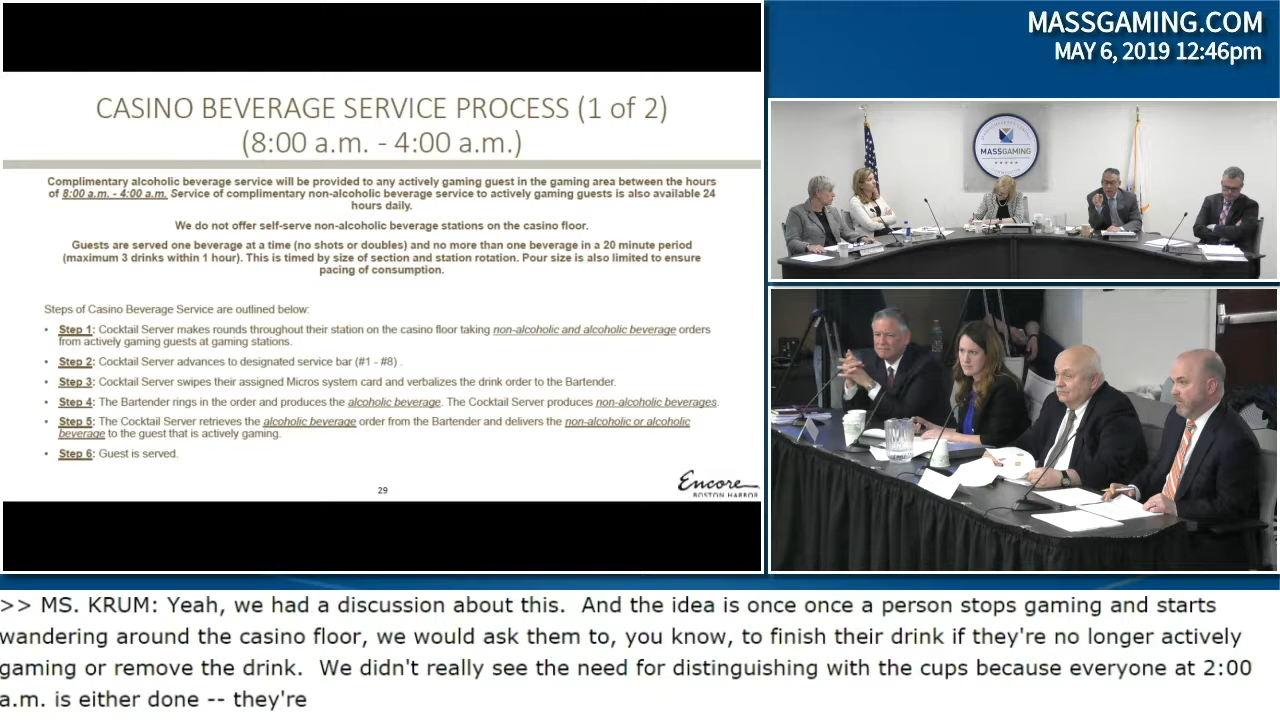 MASSGAMING.COM
MAY 6, 2019 12:46pm
CASINO BEVERAGE SERVICE PROCESS (1 of 2)
(8:00 a.m. - 4:00 a.m.)
Complimentary alcoholic beverage service will be provided to any actively gaming guest in the gaming area between the hours
of 8:00 a.m. - 4:00 a.m. Service of complimentary non-alcoholic beverage service to actively gaming guests is also available 24
hours daily.
We do not offer self-serve non-alcoholic beverage stations on the casino floor.
Guests are served one beverage at a time (no shots or doubles) and no more than one beverage in a 20 minute period
(maximum 3 drinks within 1 hour). This is timed by size of section and station rotation. Pour size is also limited to ensure
pacing of consumption.
Steps of Casino Beverage Service are outlined below:
• Step 1: Cocktail Server makes rounds throughout their station on the casino floor taking non-alcoholic and alcoholic beverage orders
from actively gaming guests at gaming stations.
• Step 2: Cocktail Server advances to designated service bar (#1 - #8) .
• Step 3: Cocktail Server swipes their assigned Micros system card and verbalizes the drink order to the Bartender.
• Step 4: The Bartender rings in the order and produces the alcoholic beverage. The Cocktail Server produces non-alcoholic beverages.
• Step 5: The Cocktail Server retrieves the alcoholic beverage order from the Bartender and delivers the non-alcoholic or alcoholic
beverage to the guest that is actively gaming.
• Step 6: Guest is served.
29
Encore
BOSTON HARBOR
MASSGAMING
>> MS. KRUM: Yeah, we had a discussion about this.  And the idea is once once a person stops gaming and starts
wandering around the casino floor, we would ask them to, you know, to finish their drink if they're no longer actively
gaming or remove the drink.  We didn't really see the need for distinguishing with the cups because everyone at 2:00
a.m. is either done -- they're